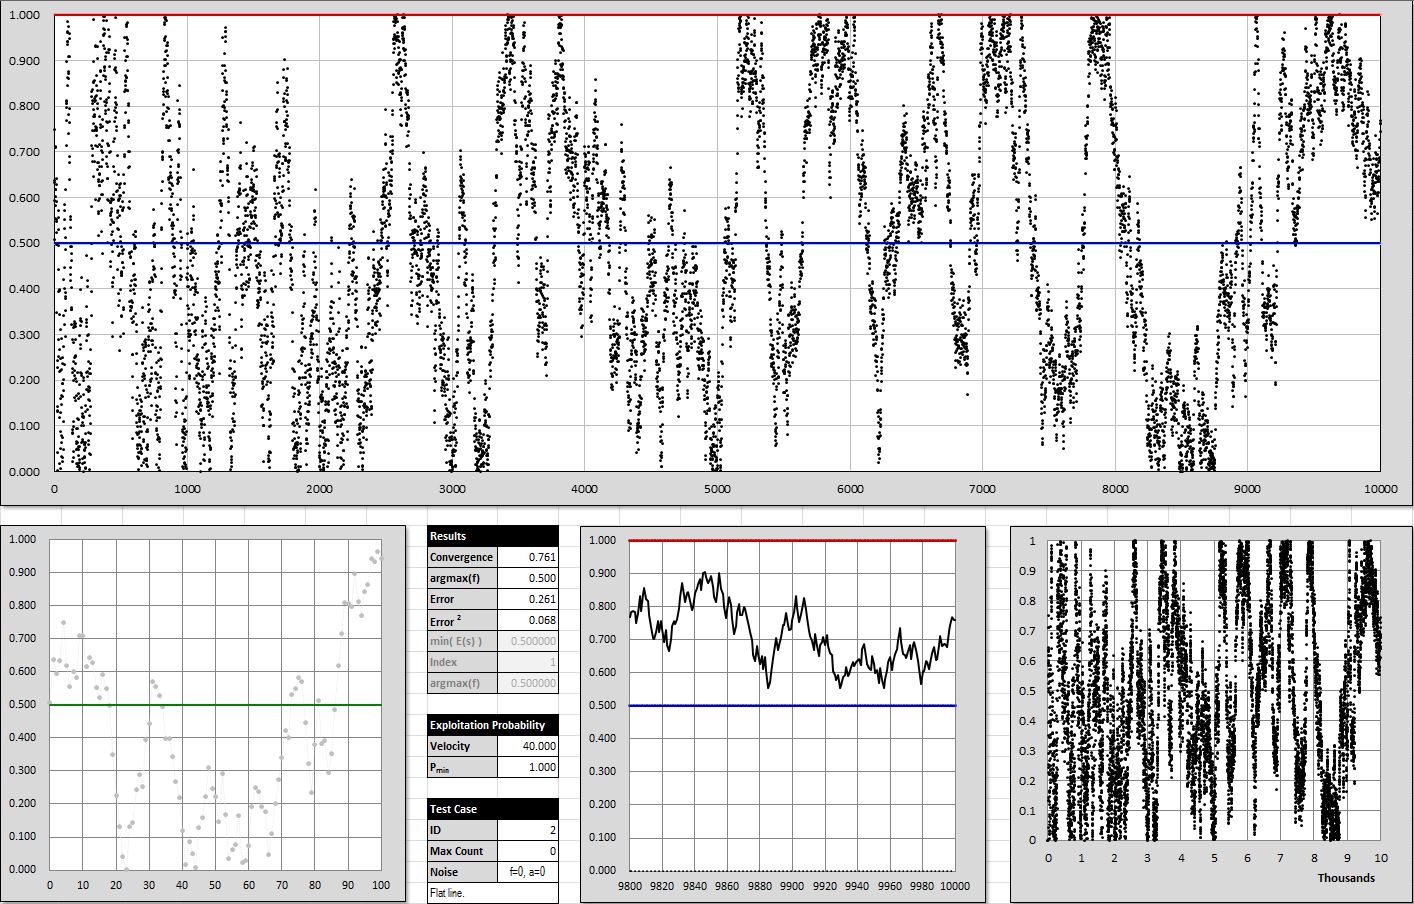 1.000
0.900
0.800
0.700
0.600
0.500
0.400
0.300
0.200
0.100
0.000
0 1000 2000 3000 4000 5000 6000 7000 8000 9000 10000
1.000
0.900
0.800
0.700
0.600
0.500
0.400
0.300
0.200
0.100
0.000
0 10 20 30 40 50 60 70 80 90 100
Results
Convergence 0.761
argmax(f) 0.500
Error 0.261
Error ² 0.068
min( E(s) ) 0.500000
Index 1
argmax(f) 0.500000
Exploitation Probability
Velocity 40.000
Pmin 1.000
Test Case
ID 2
Max Count 0
Noise f=0, a=0
Flat line.
1.000
0.900
0.800
0.700
0.600
0.500
0.400
0.300
0.200
0.100
0.000
9800 9820 9840 9860 9880 9900 9920 9940 9960 9980 10000
1
0.9
0.8
0.7
0.6
0.5
0.4
0.3
0.2
0.1
0
0 1 2 3 4 5 6 7 8 9 10
Thousands